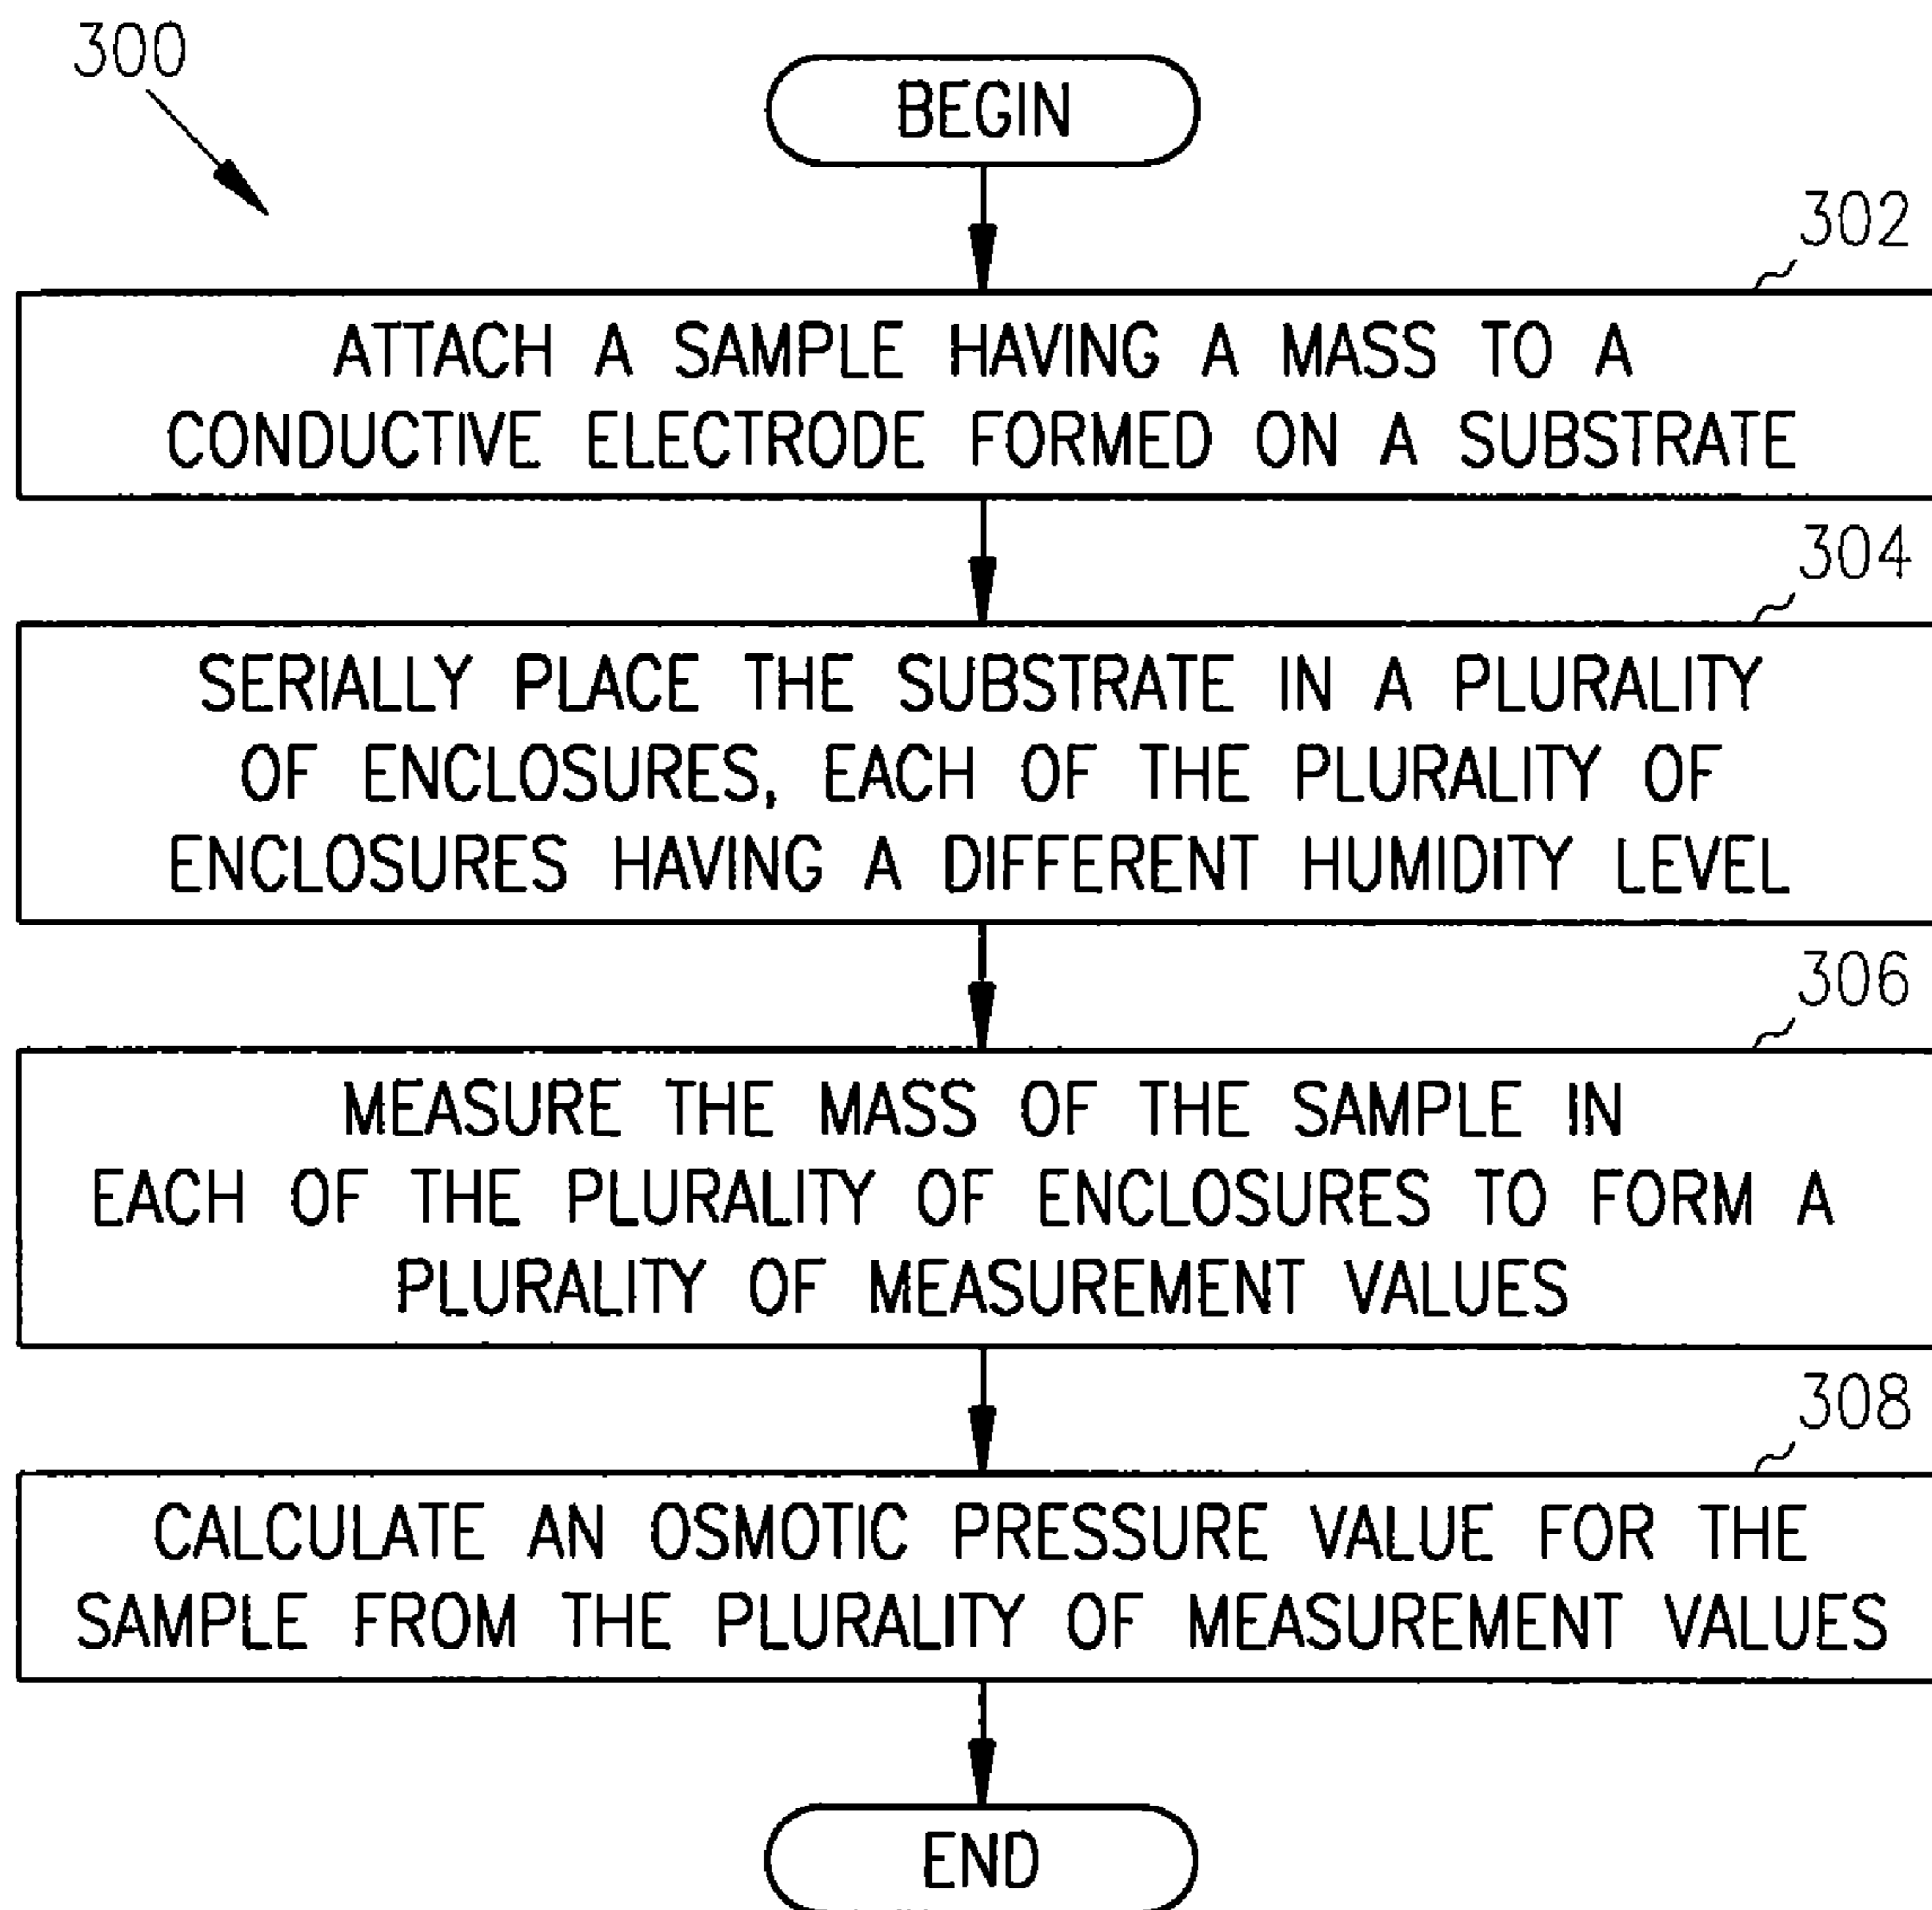 300
BEGIN
302
ATTACH A SAMPLE HAVING A MASS TO A
CONDUCTIVE ELECTRODE FORMED ON A SUBSTRATE
304
SERIALLY PLACE THE SUBSTRATE IN A PLURALITY
OF ENCLOSURES, EACH OF THE PLURALITY OF
ENCLOSURES HAVING A DIFFERENT HUMIDITY LEVEL
306
MEASURE THE MASS OF THE SAMPLE IN
EACH OF THE PLURALITY OF ENCLOSURES TO FORM A
PLURALITY OF MEASUREMENT VALUES
308
CALCULATE AN OSMOTIC PRESSURE VALUE FOR THE
SAMPLE FROM THE PLURALITY OF MEASUREMENT VALUES
END